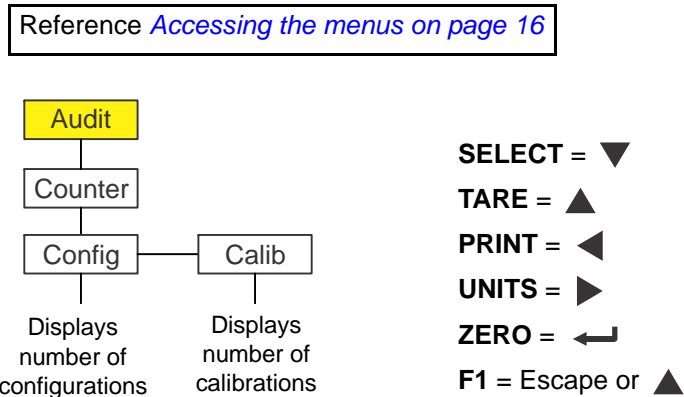 Reference Accessing the menus on page 16
Audit
Counter
Config
Calib
Displays
number of
configurations
Displays
number of
calibrations
SELECT = ▼
TARE = ▲
PRINT = ◀
UNITS = ▶
ZERO = ↵
F1 = Escape or ▲